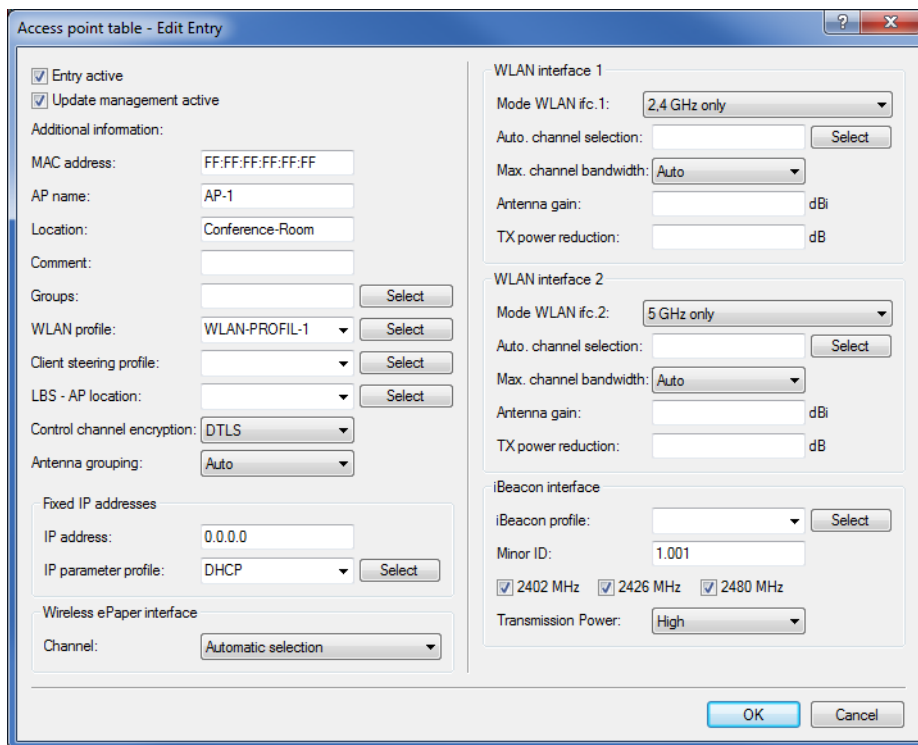 Access point table - Edit Entry
Entry active
Update management active
Additional information:
MAC address: FF:FF:FF:FF:FF:FF
AP name: AP-1
Location: Conference-Room
Comment:
Groups: Select
WLAN profile: WLAN-PROFIL-1 Select
Client steering profile: Select
LBS - AP location: Select
Control channel encryption: DTLS
Antenna grouping: Auto
Fixed IP addresses
IP address: 0.0.0.0
IP parameter profile: DHCP Select
Wireless ePaper interface
Channel: Automatic selection
WLAN interface 1
Mode WLAN ifc.1: 2,4 GHz only
Auto. channel selection: Select
Max. channel bandwidth: Auto
Antenna gain: dBi
TX power reduction: dB
WLAN interface 2
Mode WLAN ifc.2: 5 GHz only
Auto. channel selection: Select
Max. channel bandwidth: Auto
Antenna gain: dBi
TX power reduction: dB
iBeacon interface
iBeacon profile: Select
Minor ID: 1.001
2402 MHz 2426 MHz 2480 MHz
Transmission Power: High
OK Cancel